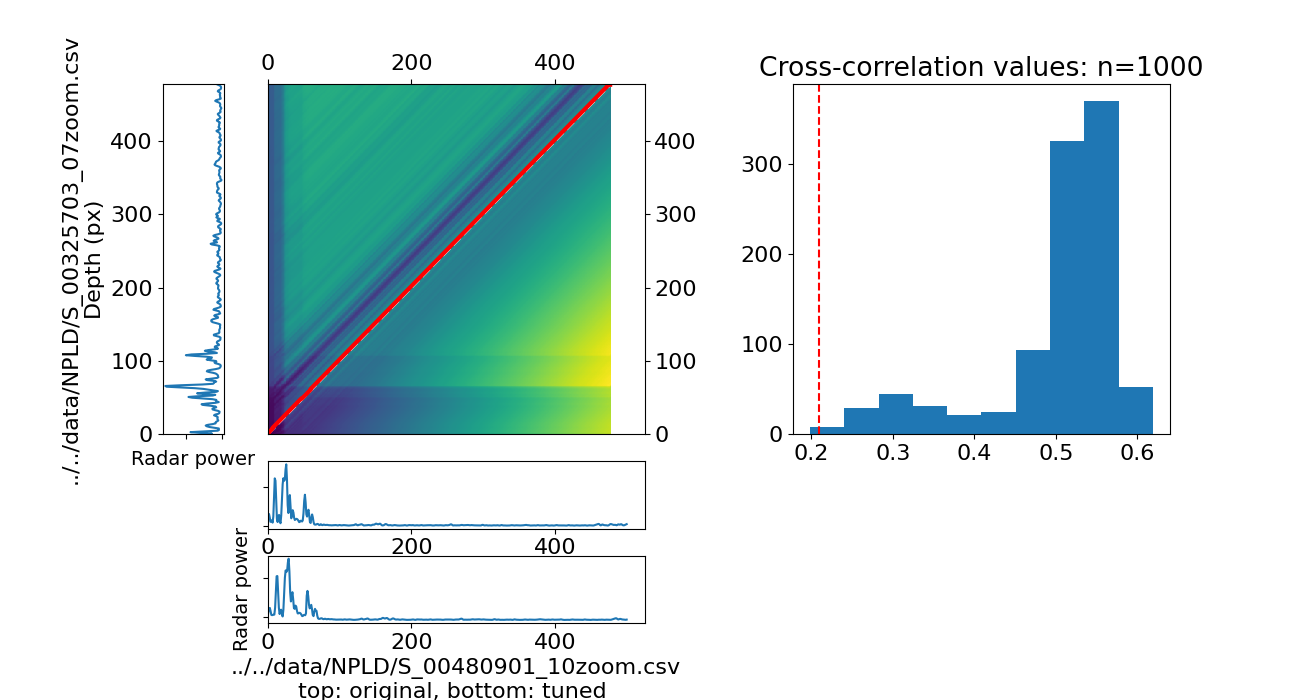 Cross-correlation values: n=1000
0 200 400
../../data/NPLD/S_00325703_07zoom.csv
Depth (px)
400
300
200
100
0
400
300
200
100
0
300
200
100
0
0.2 0.3 0.4 0.5 0.6
Radar power
0 200 400
Radar power
0 200 400
../../data/NPLD/S_00480901_10zoom.csv
top: original, bottom: tuned